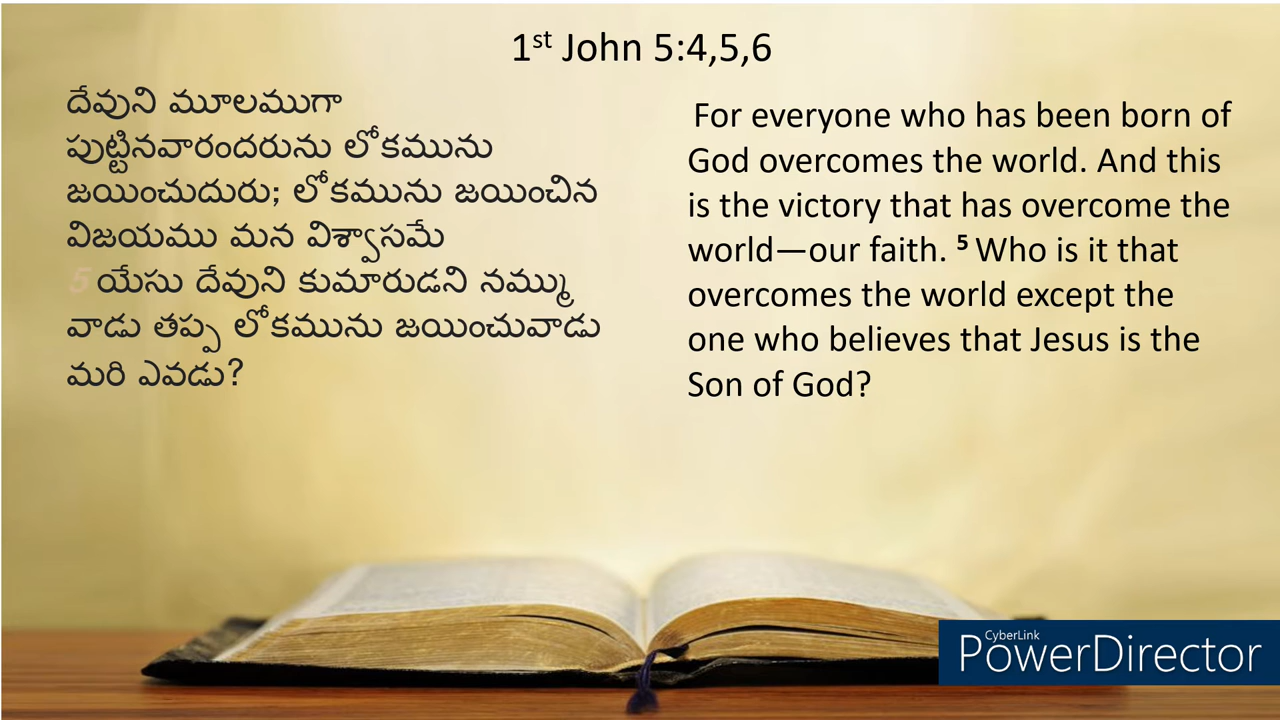 1st John 5:4,5,6
దేవుని మూలముగా
పుట్టినవారందరును లోకమును
జయించుదురు; లోకమును జయించిన
విజయము మన విశ్వాసమే
5 యేసు దేవుని కుమారుడని నమ్ము
వాడు తప్ప లోకమును జయించువాడు
మరి ఎవడు?
For everyone who has been born of
God overcomes the world. And this
is the victory that has overcome the
world—our faith. 5 Who is it that
overcomes the world except the
one who believes that Jesus is the
Son of God?
CyberLink
PowerDirector